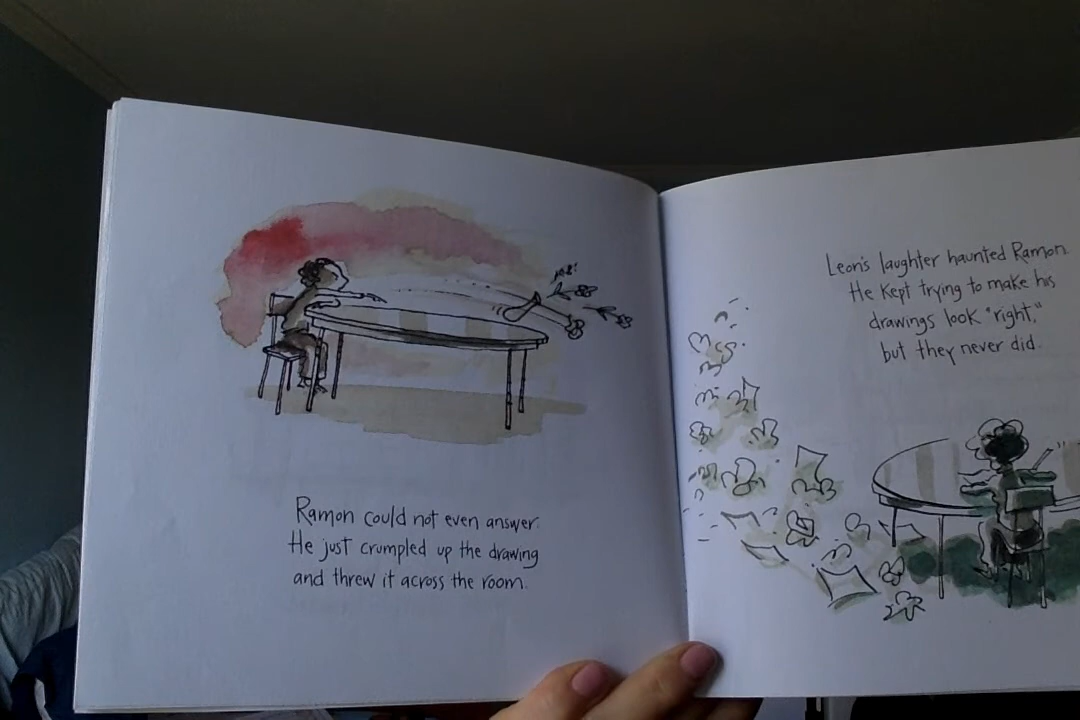 Ramon could not even answer.
He just crumpled up the drawing
and threw it across the room.
Leon's laughter haunted Ramon.
He kept trying to make his
drawings look "right,"
but they never did.